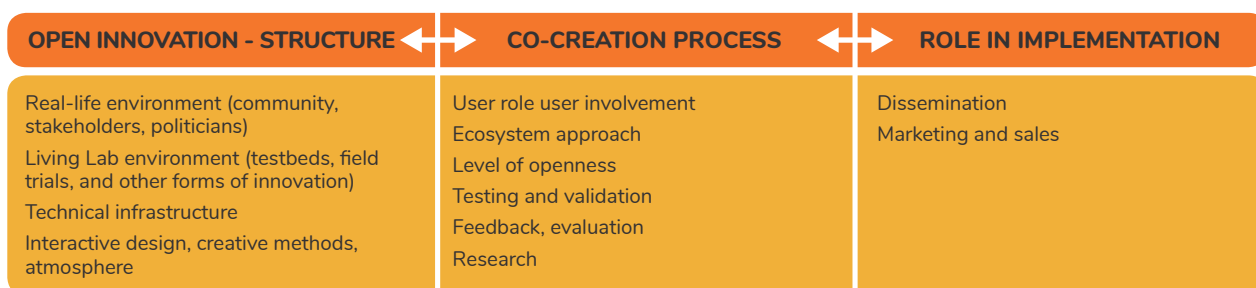 OPEN INNOVATION - STRUCTURE
CO-CREATION PROCESS
ROLE IN IMPLEMENTATION
Real-life environment (community,
stakeholders, politicians)
Living Lab environment (testbeds, field
trials, and other forms of innovation)
Technical infrastructure
Interactive design, creative methods,
atmosphere
User role user involvement
Ecosystem approach
Level of openness
Testing and validation
Feedback, evaluation
Research
Dissemination
Marketing and sales